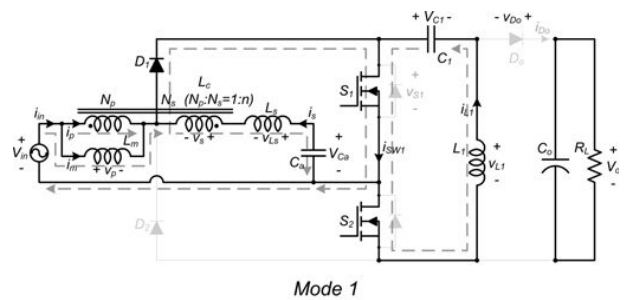 + V_C1 -
C_1
- v_Do +
i_Do
D_o
D_1
L_c
N_p
N_s (N_p:N_s=1:n)
L_s
i_in
i_p
i_s
S_1
v_S1
+
-
i_L1
+
V_in
-
L_m
i_m
+ v_p -
- v_s +
- v_Ls +
C_a
+
V_Ca
-
i_SW1
L_1
+
v_L1
-
C_o
R_L
+
V_o
-
D_2
S_2
Mode 1